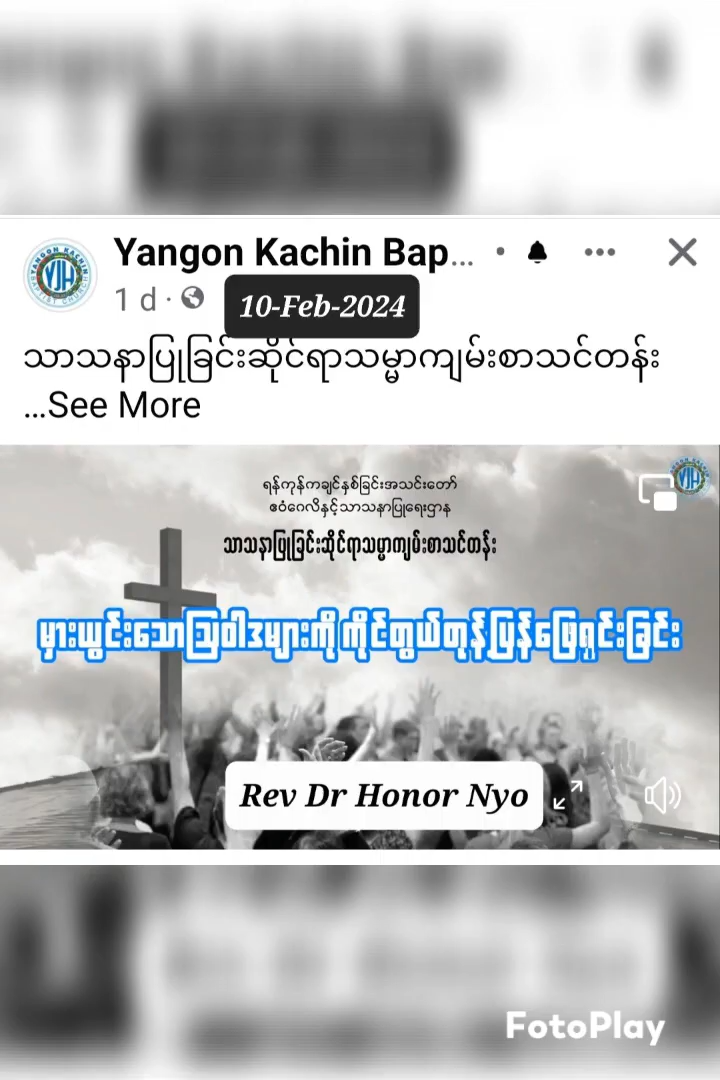 Yangon Kachin Bap...
1 d
10-Feb-2024
သာသနာပြုခြင်းဆိုင်ရာသမ္မာကျမ်းစာသင်တန်း
...See More
ရန်ကုန်ကချင်နှစ်ခြင်းအသင်းတော်
ဧဝံဂေလိနှင့်သာသနာပြုရေးဌာန
သာသနာပြုခြင်းဆိုင်ရာသမ္မာကျမ်းစာသင်တန်း
မှားယွင်းသောသြဝါဒများကို ကိုင်တွယ်တုန့်ပြန်ဖြေရှင်းခြင်း
Rev Dr Honor Nyo
FotoPlay